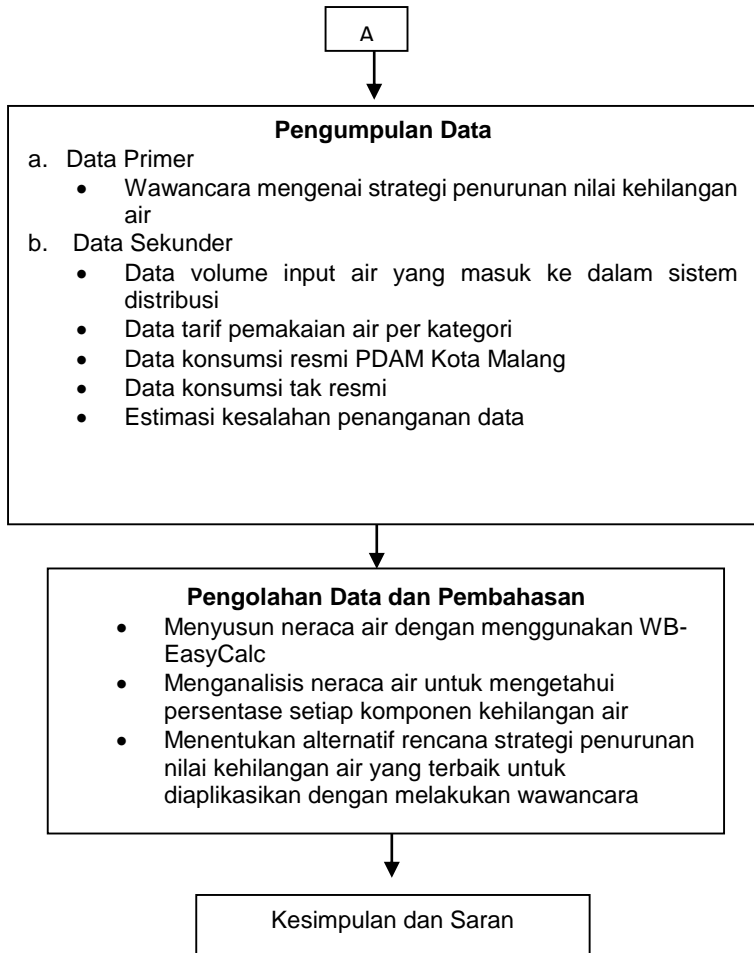 A
Pengumpulan Data
a. Data Primer
• Wawancara mengenai strategi penurunan nilai kehilangan
air
b. Data Sekunder
• Data volume input air yang masuk ke dalam sistem
distribusi
• Data tarif pemakaian air per kategori
• Data konsumsi resmi PDAM Kota Malang
• Data konsumsi tak resmi
• Estimasi kesalahan penanganan data
Pengolahan Data dan Pembahasan
• Menyusun neraca air dengan menggunakan WB-
EasyCalc
• Menganalisis neraca air untuk mengetahui
persentase setiap komponen kehilangan air
• Menentukan alternatif rencana strategi penurunan
nilai kehilangan air yang terbaik untuk
diaplikasikan dengan melakukan wawancara
Kesimpulan dan Saran